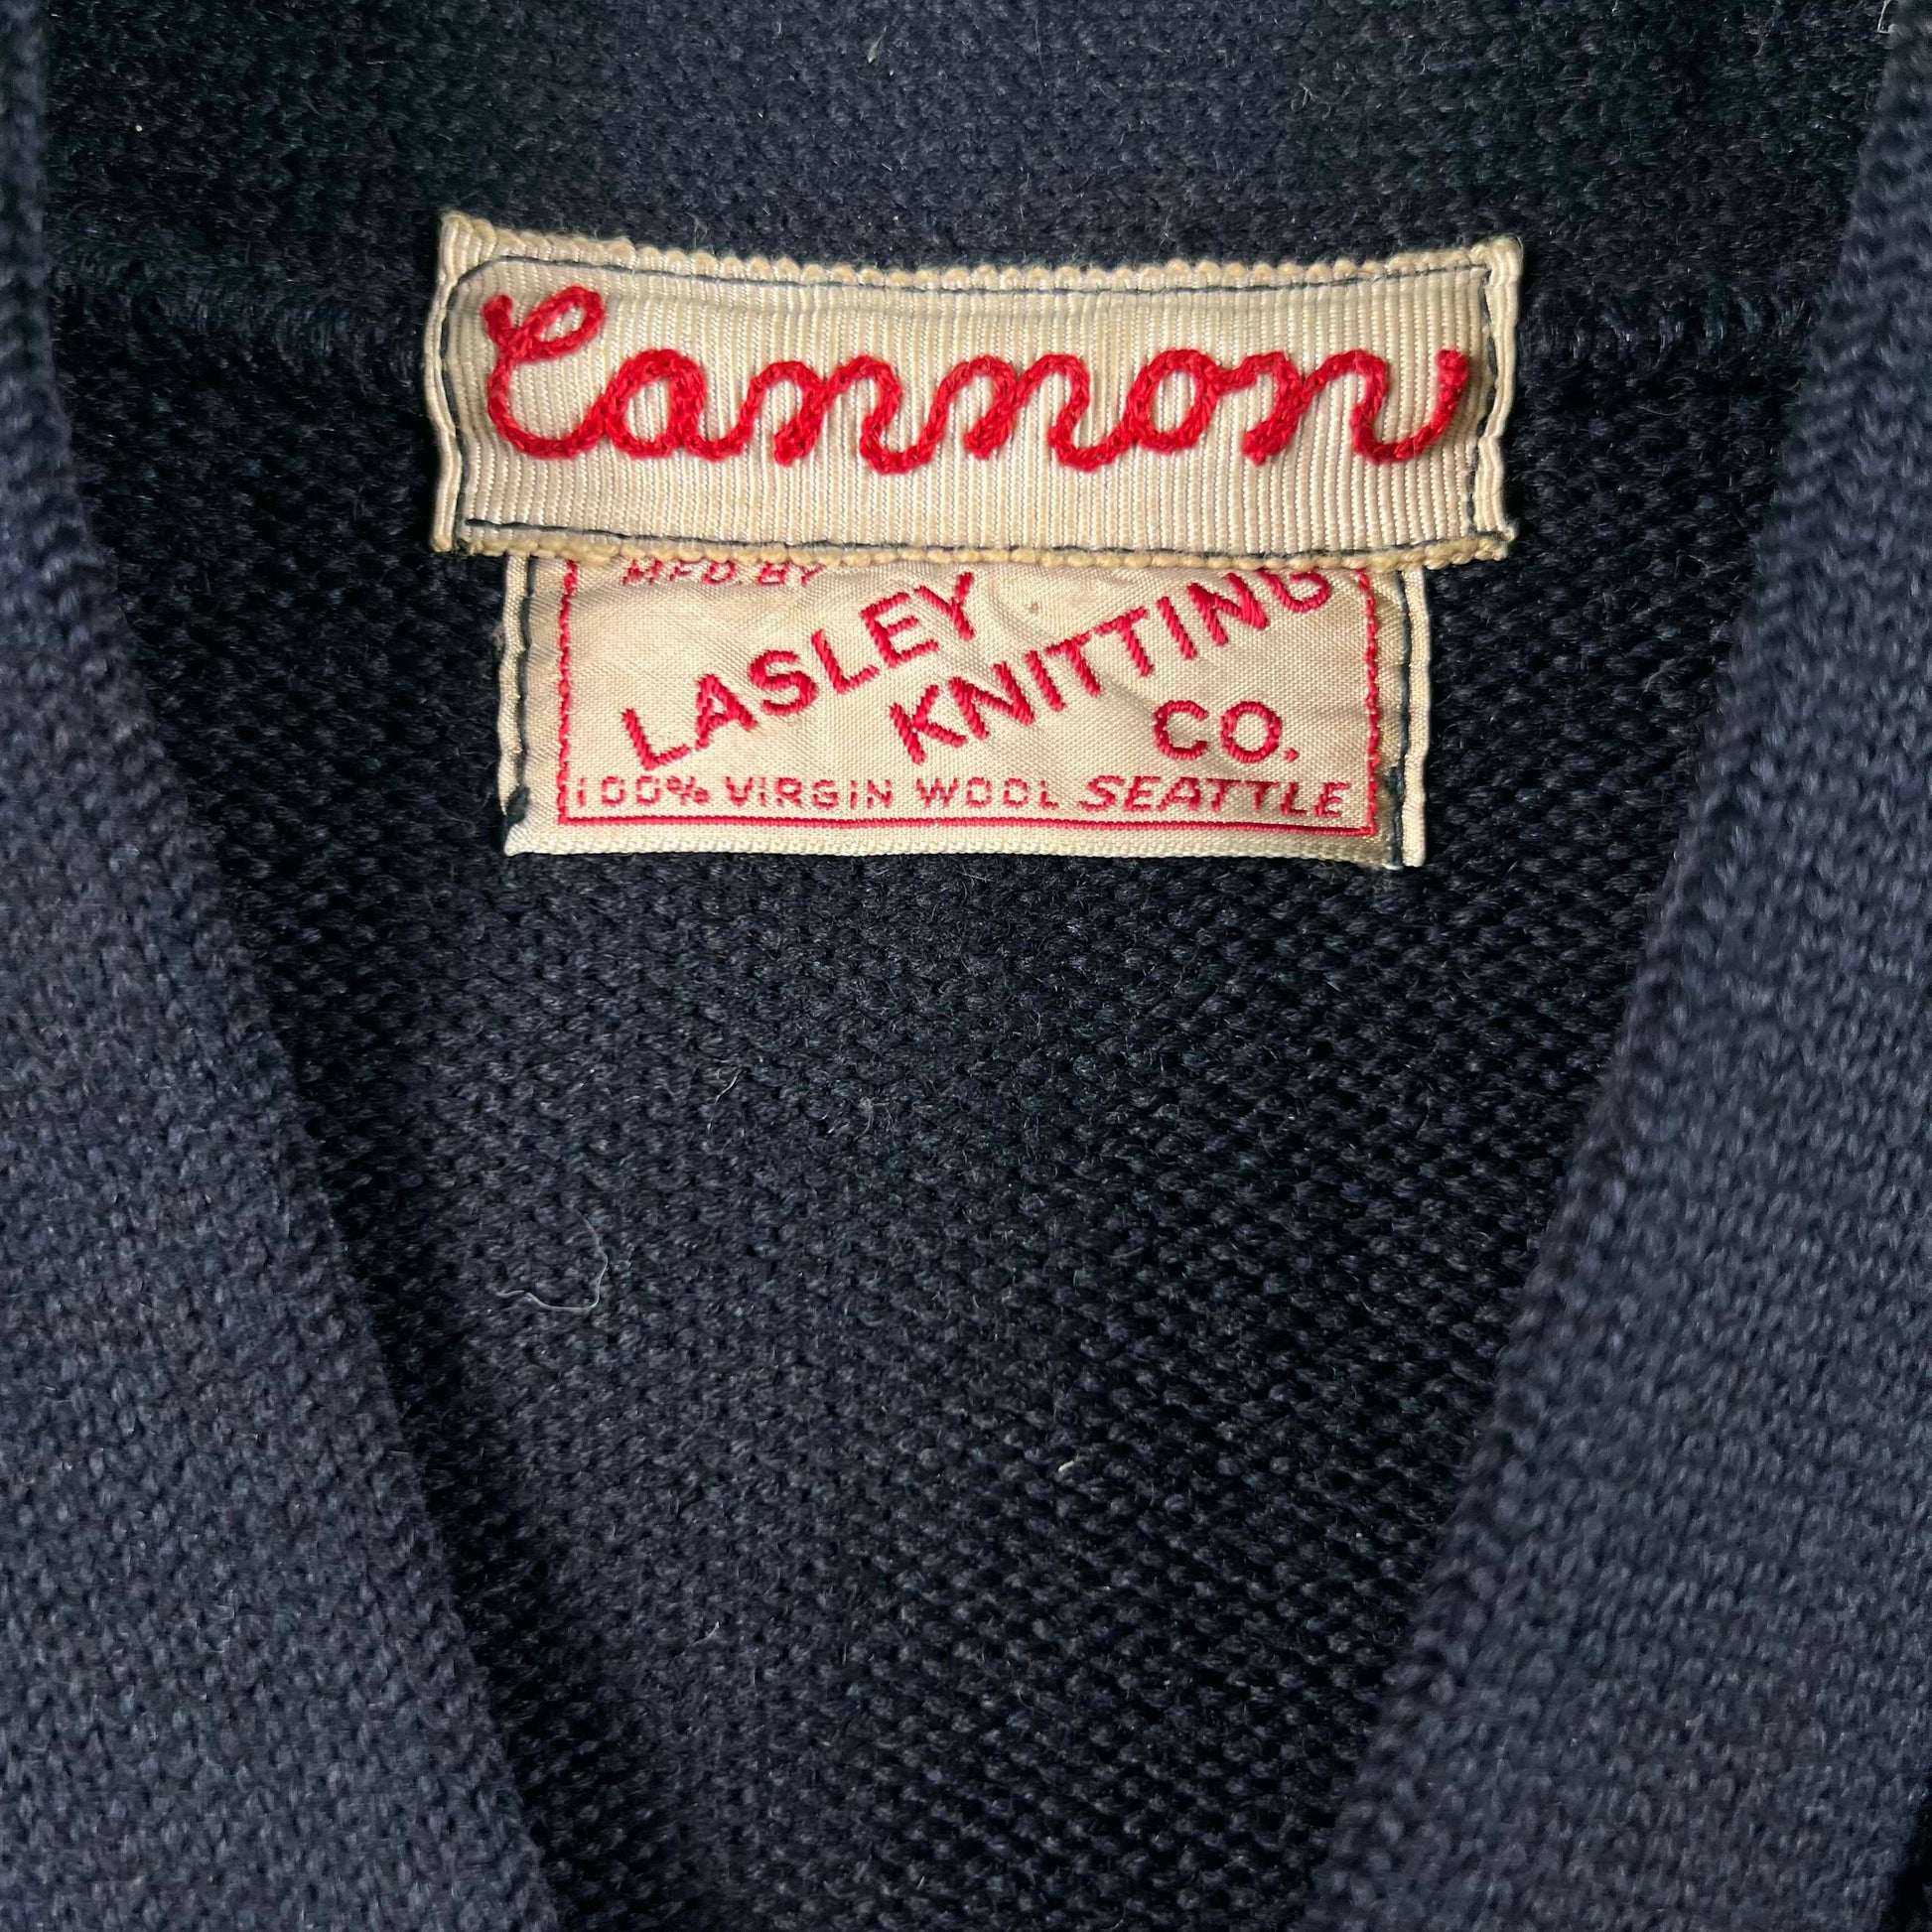 Cannon
MFD. BY
LASLEY
KNITTING
CO.
100% VIRGIN WOOL SEATTLE